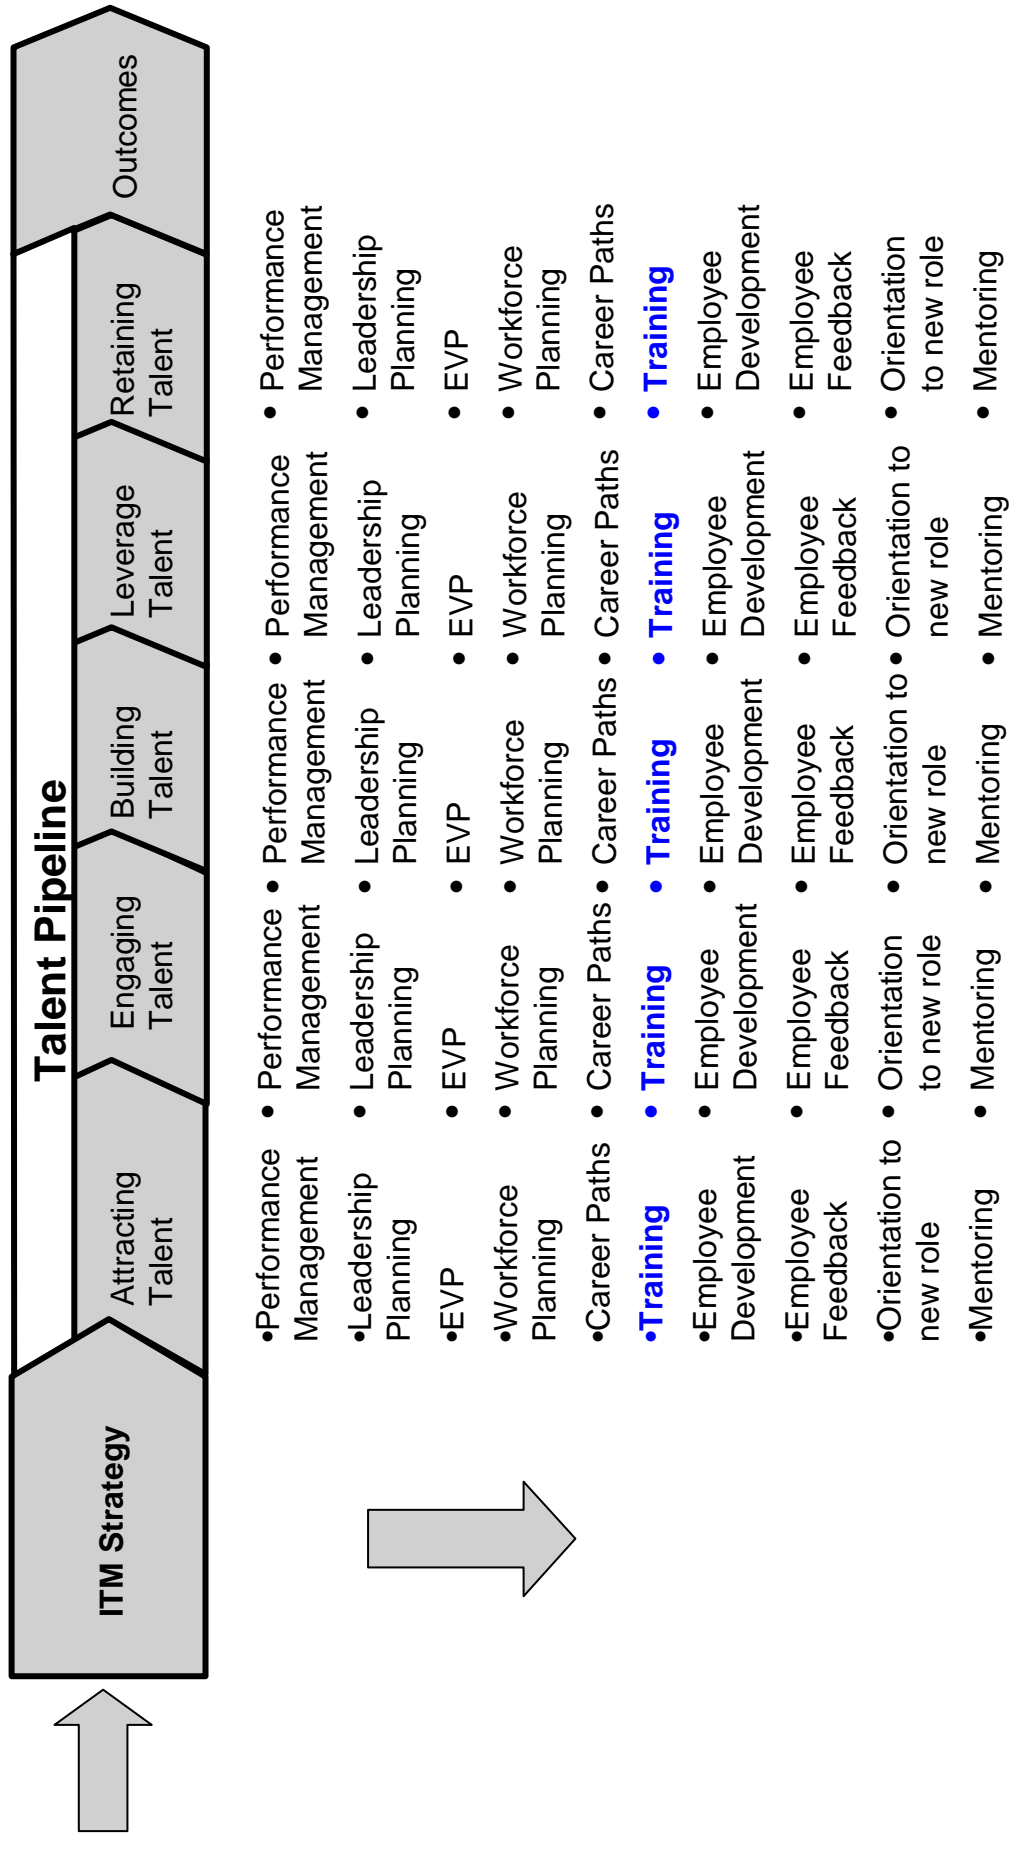 Talent Pipeline
ITM Strategy
Attracting
Talent
Engaging
Talent
Building
Talent
Leverage
Talent
Retaining
Talent
Outcomes
•Performance
Management
•Leadership
Planning
•EVP
•Workforce
Planning
•Career Paths
•Training
•Employee
Development
•Employee
Feedback
•Orientation to
new role
•Mentoring
• Performance
Management
• Leadership
Planning
• EVP
• Workforce
Planning
• Career Paths
• Training
• Employee
Development
• Employee
Feedback
• Orientation
to new role
• Mentoring
• Performance
Management
• Leadership
Planning
• EVP
• Workforce
Planning
• Career Paths
• Training
• Employee
Development
• Employee
Feedback
• Orientation to
new role
• Mentoring
• Performance
Management
• Leadership
Planning
• EVP
• Workforce
Planning
• Career Paths
• Training
• Employee
Development
• Employee
Feedback
• Orientation to
new role
• Mentoring
• Performance
Management
• Leadership
Planning
• EVP
• Workforce
Planning
• Career Paths
• Training
• Employee
Development
• Employee
Feedback
• Orientation
to new role
• Mentoring